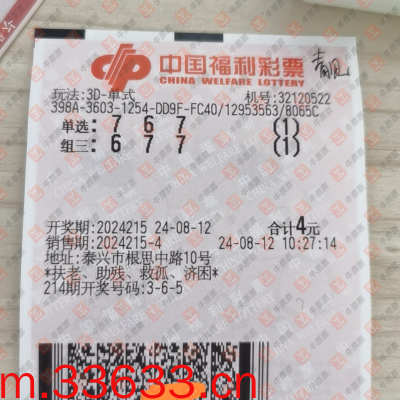 中国福利彩票
CHINA WELFARE LOTTERY
玩法:3D-单式 机号:32120522
398A-3603-1254-DD9F-FC40/12953563/8065C
单选: 7 6 7 (1)
组三: 6 7 7 (1)
开奖期:2024215 24-08-12 合计4元
销售期:2024215-4 24-08-12 10:27:14
地址:泰兴市根思中路10号
*扶老、助残、救孤、济困*
214期开奖号码:3-6-5
m.33633.cn